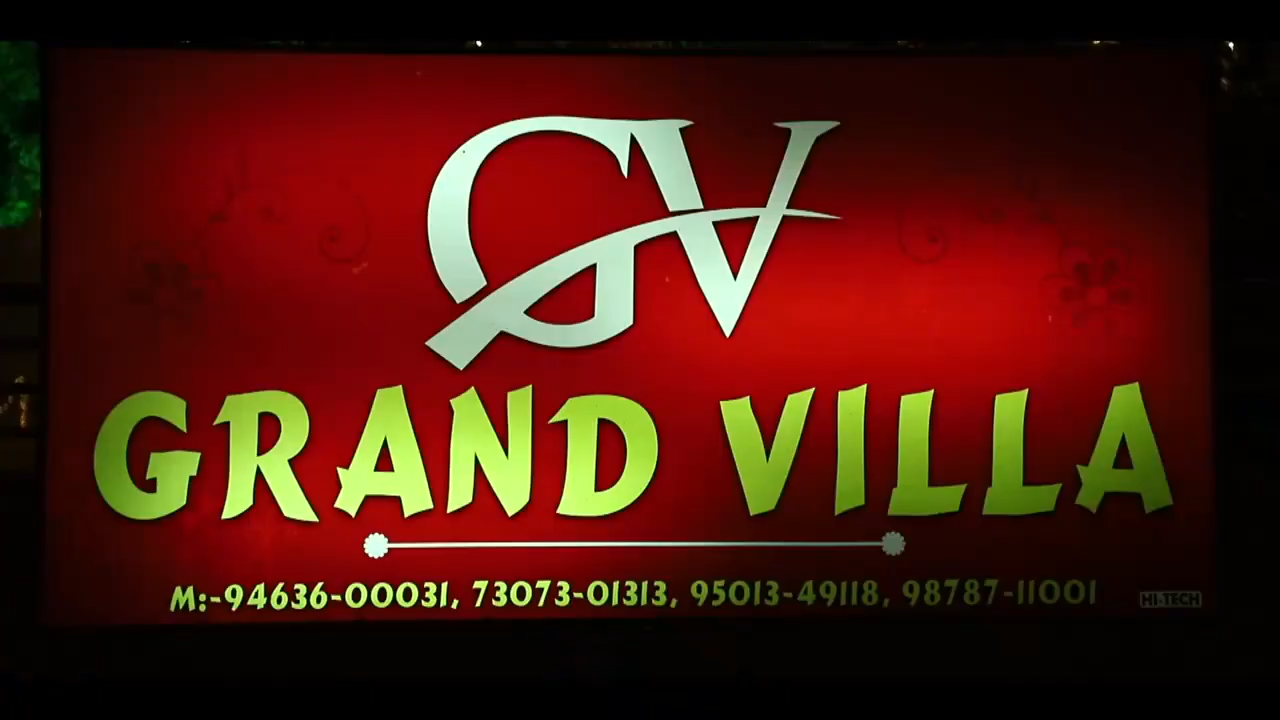 GV
GRAND VILLA
M:-94636-00031, 73073-01313, 95013-49118, 98787-11001
HI-TECH